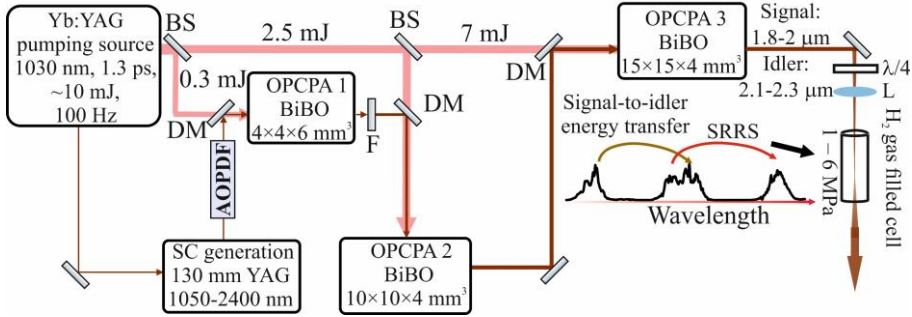 Yb:YAG
pumping source
1030 nm, 1.3 ps,
~10 mJ,
100 Hz
BS
2.5 mJ
BS
7 mJ
0.3 mJ
DM
OPCPA 1
BiBO
4×4×6 mm³
F
DM
DM
OPCPA 3
BiBO
15×15×4 mm³
Signal:
1.8-2 μm
Idler:
2.1-2.3 μm
λ/4
L
H₂ gas filled cell
1 – 6 MPa
AOPDF
SC generation
130 mm YAG
1050-2400 nm
OPCPA 2
BiBO
10×10×4 mm³
Signal-to-idler
energy transfer
SRRS
Wavelength